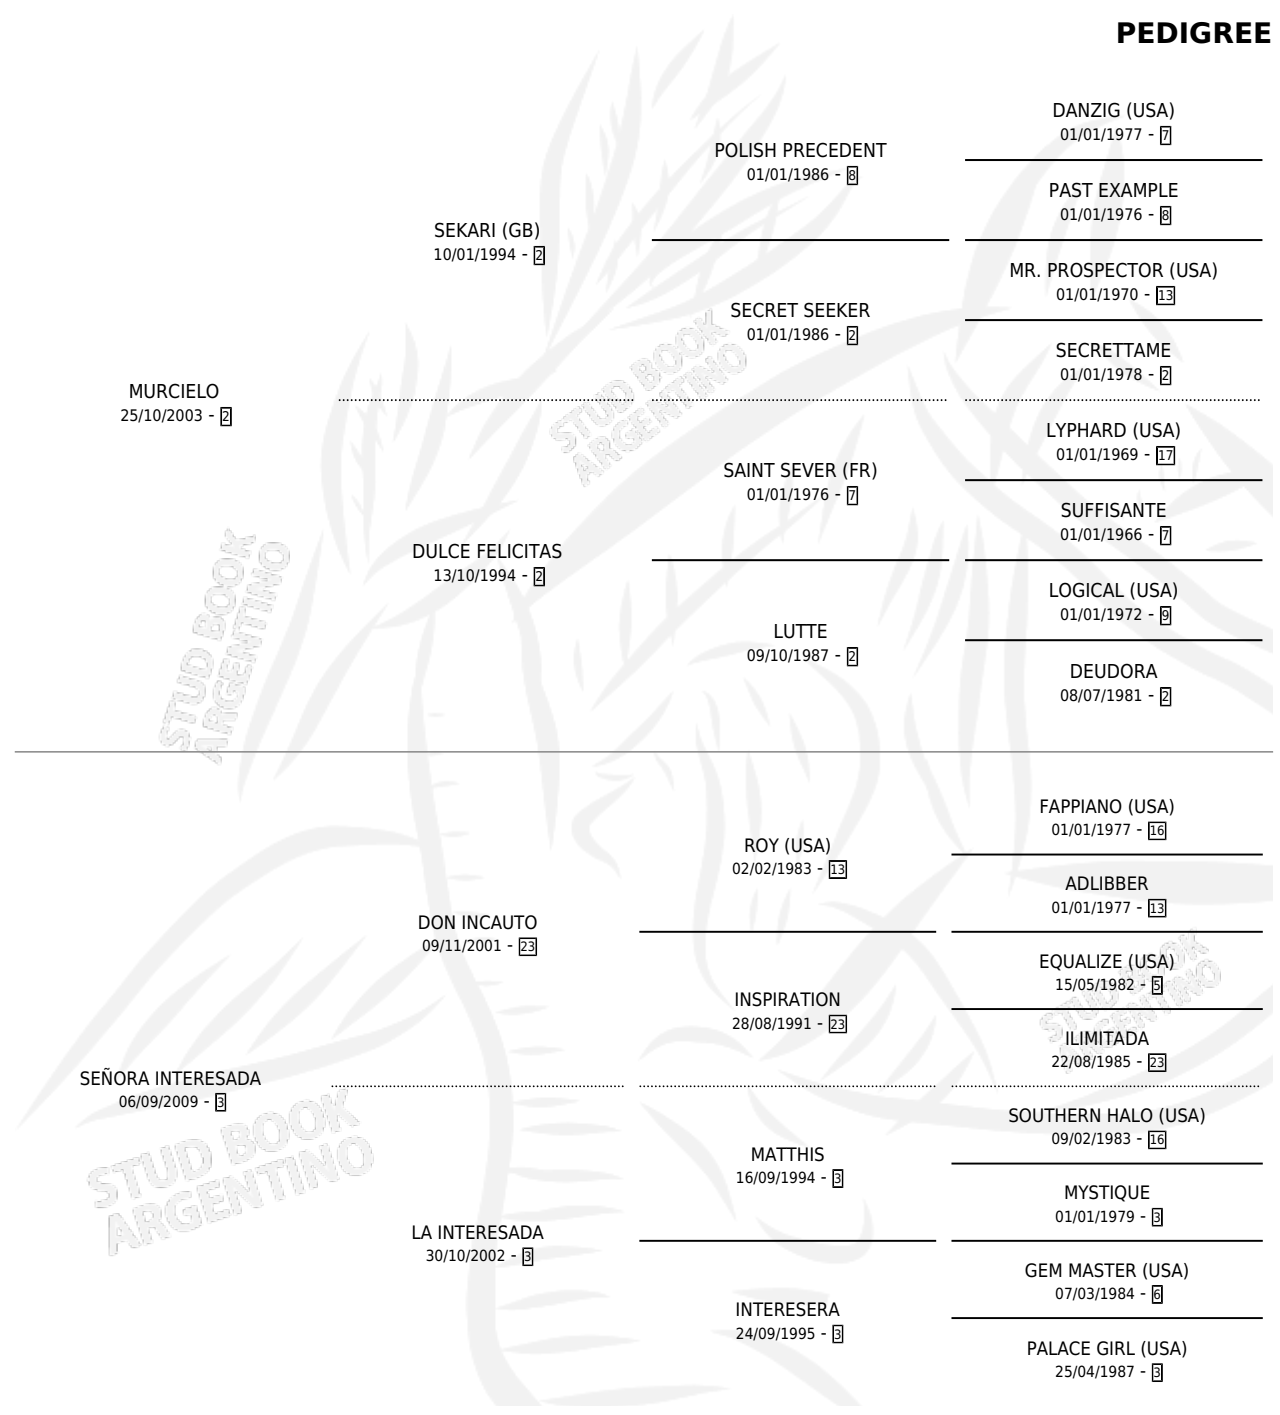 PEDIGREE
DANZIG (USA)
01/01/1977 - 7
POLISH PRECEDENT
01/01/1986 - 8
PAST EXAMPLE
01/01/1976 - 8
SEKARI (GB)
10/01/1994 - 2
MR. PROSPECTOR (USA)
01/01/1970 - 13
SECRET SEEKER
01/01/1986 - 2
SECRETTAME
01/01/1978 - 2
MURCIELO
25/10/2003 - 2
STUD BOOK
ARGENTINO
LYPHARD (USA)
01/01/1969 - 17
SAINT SEVER (FR)
01/01/1976 - 7
SUFFISANTE
01/01/1966 - 7
DULCE FELICITAS
13/10/1994 - 2
LOGICAL (USA)
01/01/1972 - 9
LUTTE
09/10/1987 - 2
DEUDORA
08/07/1981 - 2
STUD BOOK
ARGENTINO
FAPPIANO (USA)
01/01/1977 - 16
ROY (USA)
02/02/1983 - 13
ADLIBBER
01/01/1977 - 13
DON INCAUTO
09/11/2001 - 23
EQUALIZE (USA)
15/05/1982 - 5
INSPIRATION
28/08/1991 - 23
STUD BOOK
ARGENTINO
ILIMITADA
22/08/1985 - 23
SEÑORA INTERESADA
06/09/2009 - 3
SOUTHERN HALO (USA)
09/02/1983 - 16
MATTHIS
16/09/1994 - 3
MYSTIQUE
01/01/1979 - 3
STUD BOOK
ARGENTINO
LA INTERESADA
30/10/2002 - 3
GEM MASTER (USA)
07/03/1984 - 6
INTERESERA
24/09/1995 - 3
PALACE GIRL (USA)
25/04/1987 - 3